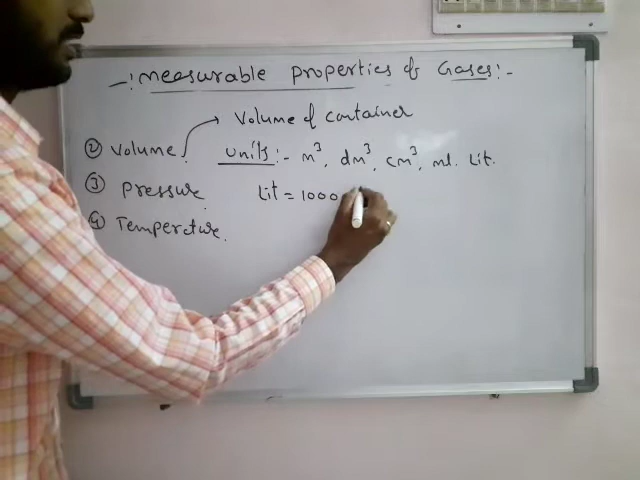 -: Measurable properties of Gases:-
Volume of container
② Volume. Units:- m³, dm³, cm³, ml. Lit.
③ Pressure. Lit = 1000
④ Temperature.